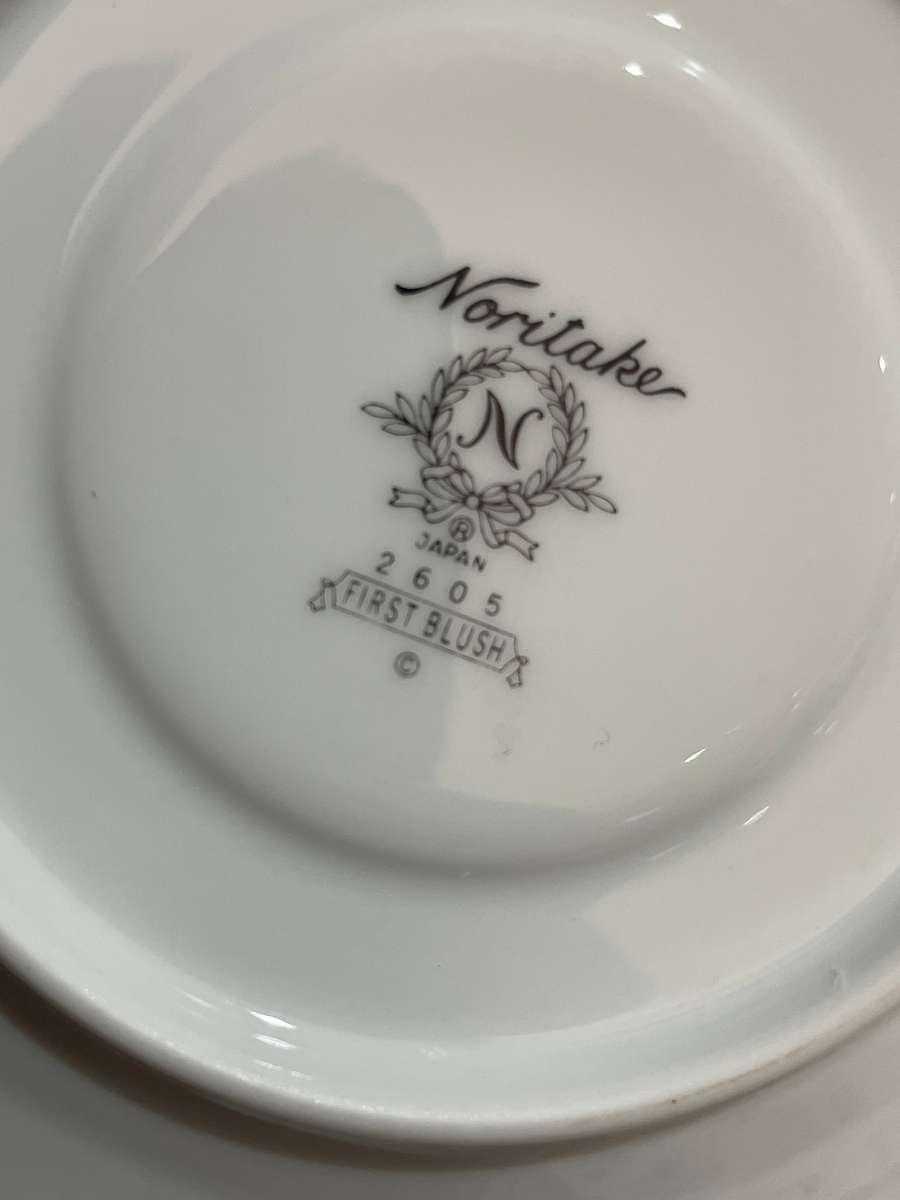 Noritake
N
®
JAPAN
2605
FIRST BLUSH
©